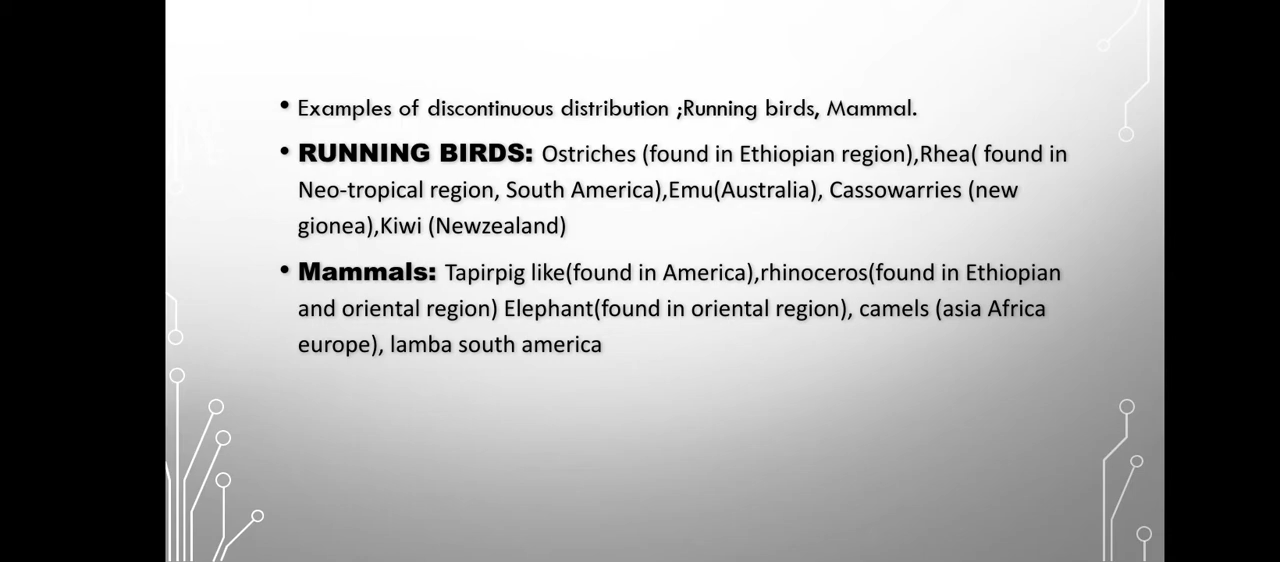 • Examples of discontinuous distribution ;Running birds, Mammal.
• RUNNING BIRDS: Ostriches (found in Ethiopian region),Rhea( found in
Neo-tropical region, South America),Emu(Australia), Cassowarries (new
gionea),Kiwi (Newzealand)
• Mammals: Tapirpig like(found in America),rhinoceros(found in Ethiopian
and oriental region) Elephant(found in oriental region), camels (asia Africa
europe), lamba south america